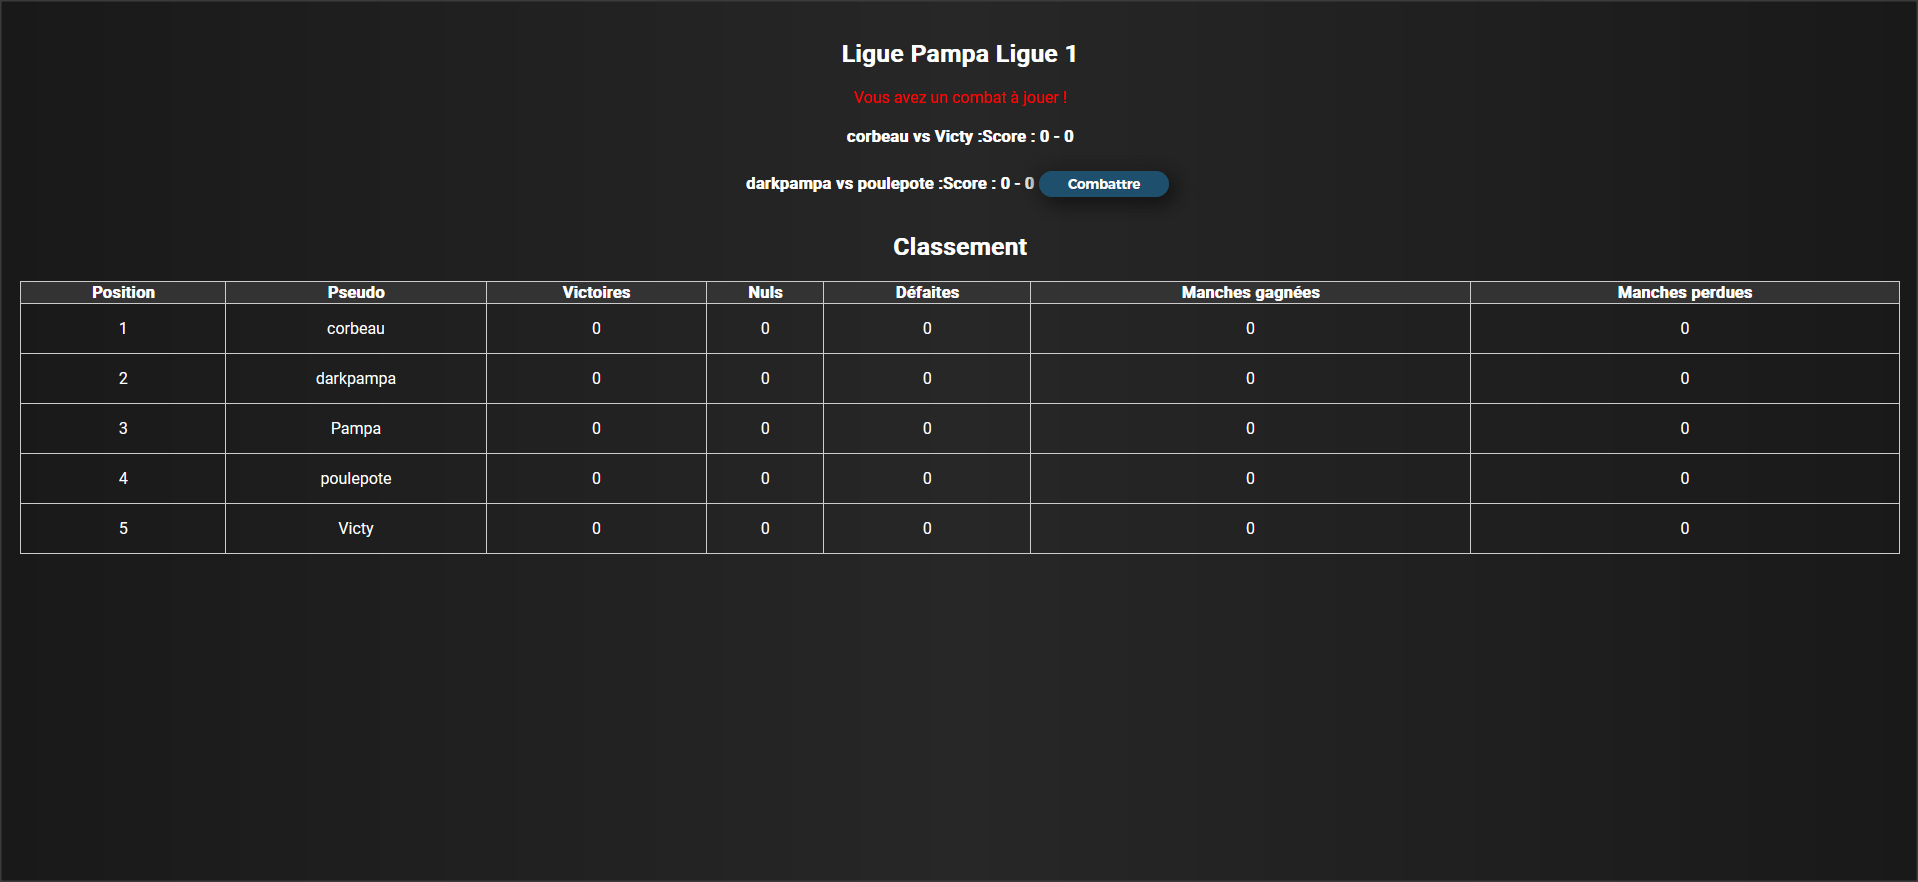 Ligue Pampa Ligue 1
Vous avez un combat à jouer !
corbeau vs Victy :Score : 0 - 0
darkpampa vs poulepote :Score : 0 - 0 Combattre
Classement
Position Pseudo Victoires Nuls Défaites Manches gagnées Manches perdues
1 corbeau 0 0 0 0 0
2 darkpampa 0 0 0 0 0
3 Pampa 0 0 0 0 0
4 poulepote 0 0 0 0 0
5 Victy 0 0 0 0 0